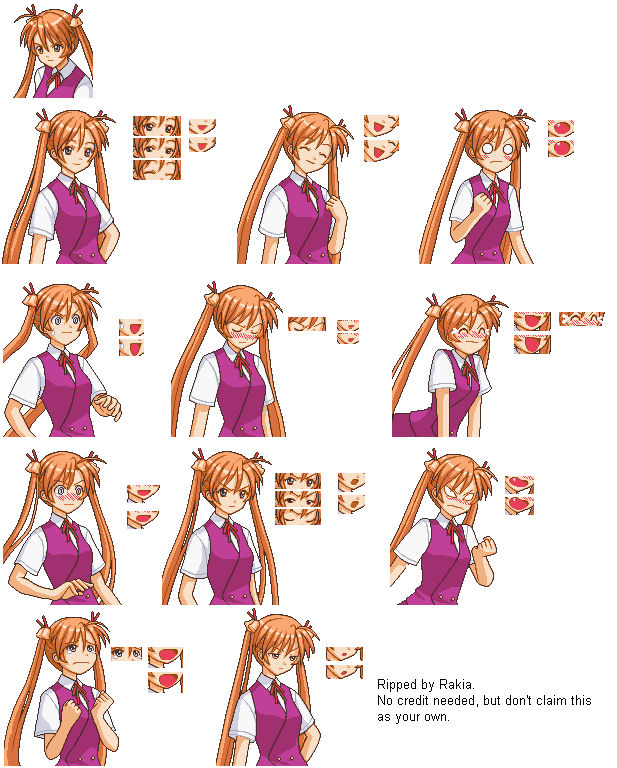 Ripped by Rakia.
No credit needed, but don't claim this
as your own.